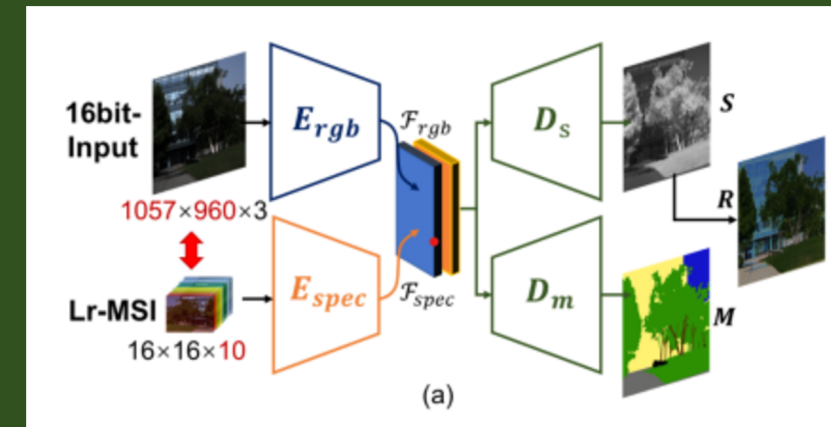 16bit-
Input
1057×960×3
Lr-MSI
16×16×10
E_rgb
E_spec
F_rgb
F_spec
D_s
D_m
S
R
M
(a)